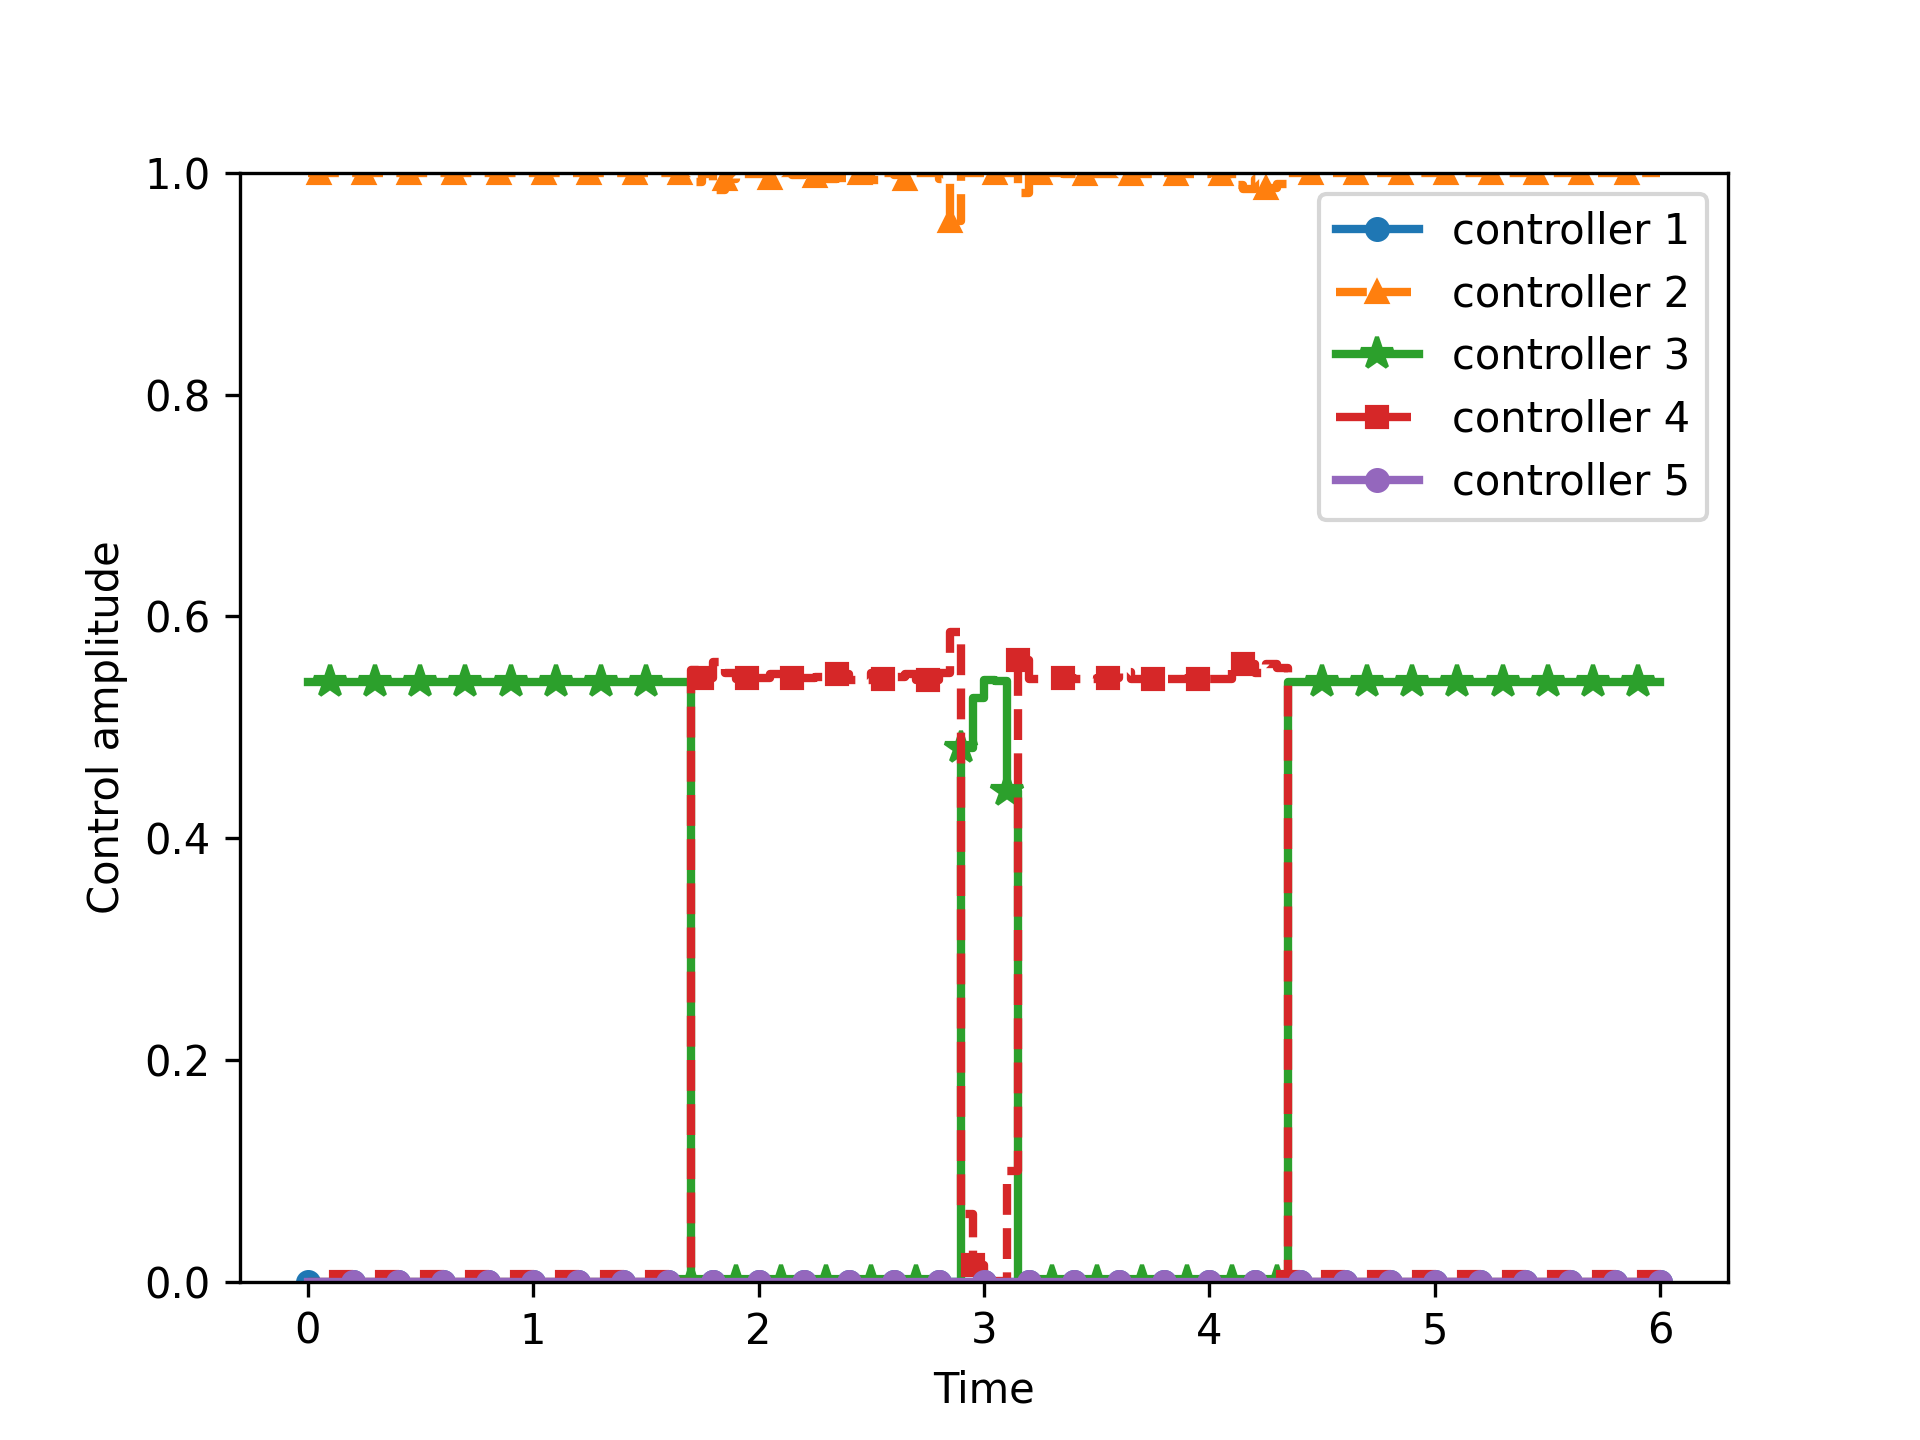 1.0
0.8
0.6
0.4
0.2
0.0
Control amplitude
controller 1
controller 2
controller 3
controller 4
controller 5
0 1 2 3 4 5 6
Time